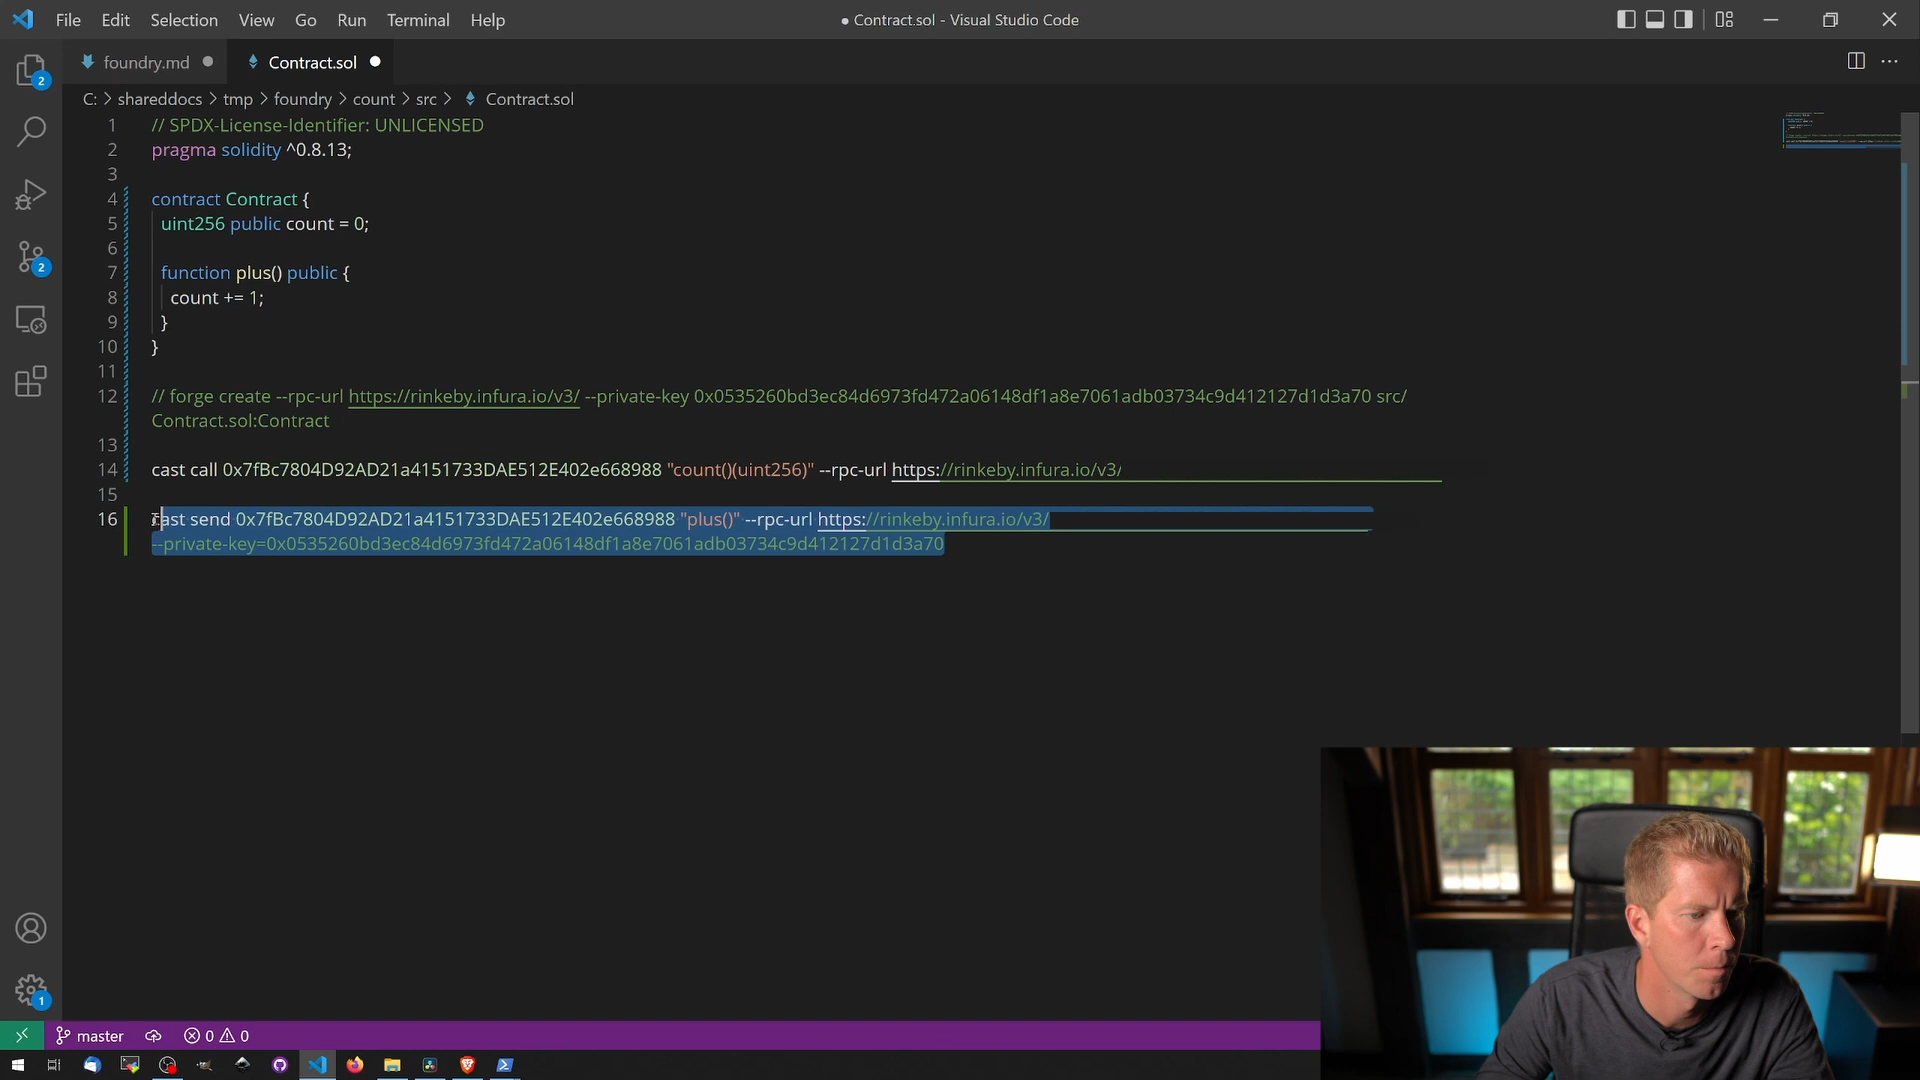 File Edit Selection View Go Run Terminal Help
● Contract.sol - Visual Studio Code
foundry.md
Contract.sol
C: > shareddocs > tmp > foundry > count > src > Contract.sol
1 // SPDX-License-Identifier: UNLICENSED
2 pragma solidity ^0.8.13;
3
4 contract Contract {
5 uint256 public count = 0;
6
7 function plus() public {
8 count += 1;
9 }
10 }
11
12 // forge create --rpc-url https://rinkeby.infura.io/v3/ --private-key 0x0535260bd3ec84d6973fd472a06148df1a8e7061adb03734c9d412127d1d3a70 src/
Contract.sol:Contract
13
14 cast call 0x7fBc7804D92AD21a4151733DAE512E402e668988 "count()(uint256)" --rpc-url https://rinkeby.infura.io/v3/
15
16 cast send 0x7fBc7804D92AD21a4151733DAE512E402e668988 "plus()" --rpc-url https://rinkeby.infura.io/v3/
--private-key=0x0535260bd3ec84d6973fd472a06148df1a8e7061adb03734c9d412127d1d3a70
2
2
1
master
0 0